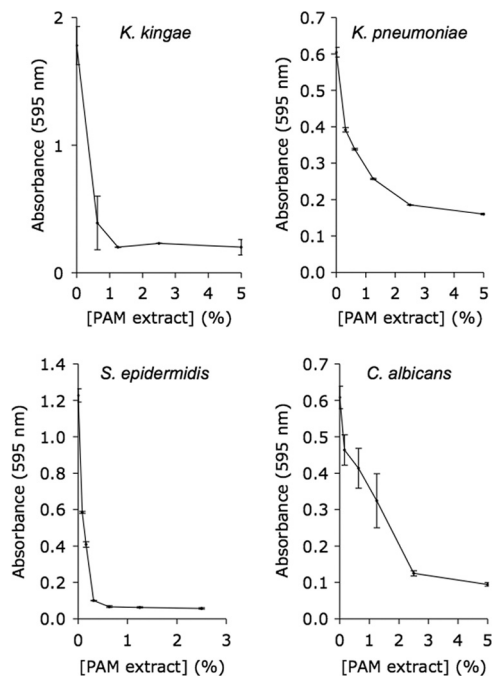 K. kingae
2
1
2
Absorbance (595 nm)
0 1 2 3 4 5
[PAM extract] (%)
K. pneumoniae
0.7
0.6
0.5
0.4
0.3
0.2
0.1
0.0
Absorbance (595 nm)
0 1 2 3 4 5
[PAM extract] (%)
S. epidermidis
1.4
1.2
1.0
0.8
0.6
0.4
0.2
0.0
Absorbance (595 nm)
0 1 2 3
[PAM extract] (%)
C. albicans
0.7
0.6
0.5
0.4
0.3
0.2
0.1
0.0
Absorbance (595 nm)
0 1 2 3 4 5
[PAM extract] (%)